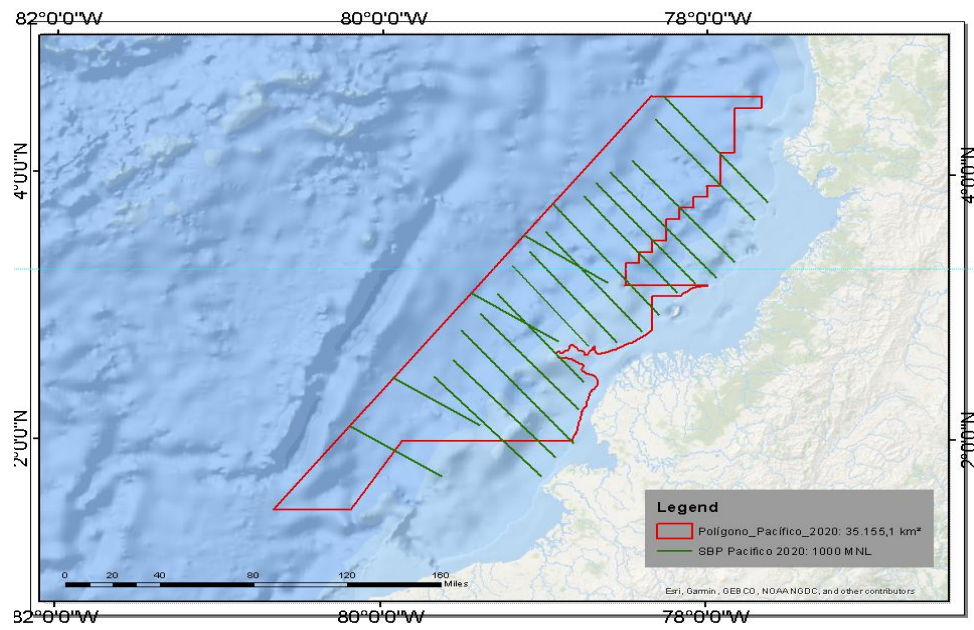 82°0'0"W 80°0'0"W 78°0'0"W
4°0'0"N 4°0'0"N
2°0'0"N 2°0'0"N
Legend
Polígono_Pacífico_2020: 35.155,1 km²
SBP Pacífico 2020: 1000 MNL
0 20 40 80 120 160
Miles
Esri, Garmin, GEBCO, NOAA NGDC, and other contributors
82°0'0"W 80°0'0"W 78°0'0"W